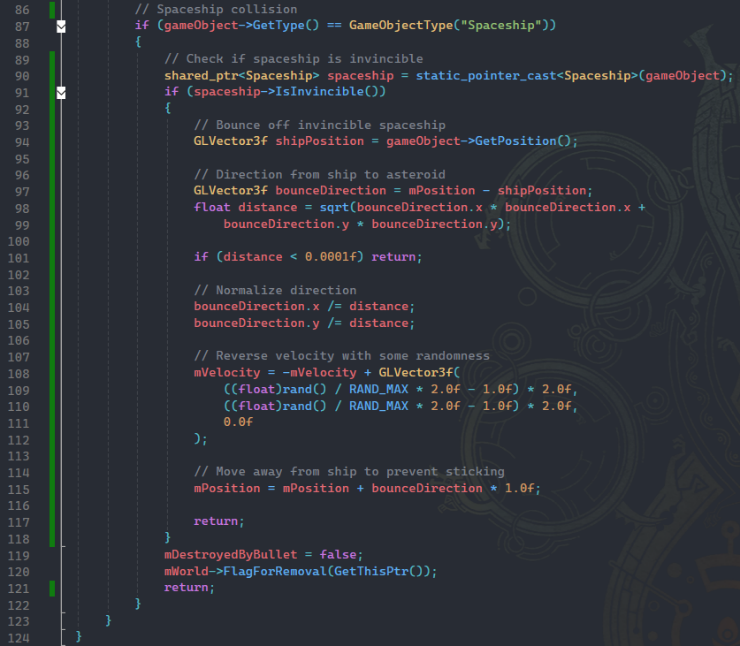 86 // Spaceship collision
87 if (gameObject->GetType() == GameObjectType("Spaceship"))
88 {
89 // Check if spaceship is invincible
90 shared_ptr<Spaceship> spaceship = static_pointer_cast<Spaceship>(gameObject);
91 if (spaceship->IsInvincible())
92 {
93 // Bounce off invincible spaceship
94 GLVector3f shipPosition = gameObject->GetPosition();
95
96 // Direction from ship to asteroid
97 GLVector3f bounceDirection = mPosition - shipPosition;
98 float distance = sqrt(bounceDirection.x * bounceDirection.x +
99 bounceDirection.y * bounceDirection.y);
100
101 if (distance < 0.0001f) return;
102
103 // Normalize direction
104 bounceDirection.x /= distance;
105 bounceDirection.y /= distance;
106
107 // Reverse velocity with some randomness
108 mVelocity = -mVelocity + GLVector3f(
109 ((float)rand() / RAND_MAX * 2.0f - 1.0f) * 2.0f,
110 ((float)rand() / RAND_MAX * 2.0f - 1.0f) * 2.0f,
111 0.0f
112 );
113
114 // Move away from ship to prevent sticking
115 mPosition = mPosition + bounceDirection * 1.0f;
116
117 return;
118 }
119 mDestroyedByBullet = false;
120 mWorld->FlagForRemoval(GetThisPtr());
121 return;
122 }
123 }
124 }